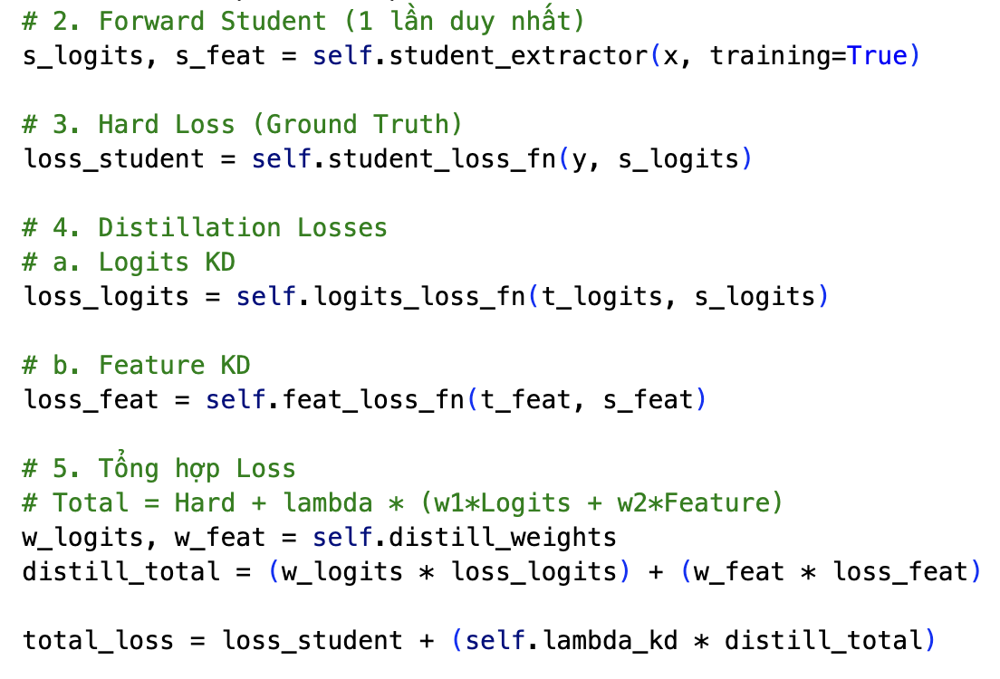 # 2. Forward Student (1 lần duy nhất)
s_logits, s_feat = self.student_extractor(x, training=True)
# 3. Hard Loss (Ground Truth)
loss_student = self.student_loss_fn(y, s_logits)
# 4. Distillation Losses
# a. Logits KD
loss_logits = self.logits_loss_fn(t_logits, s_logits)
# b. Feature KD
loss_feat = self.feat_loss_fn(t_feat, s_feat)
# 5. Tổng hợp Loss
# Total = Hard + lambda * (w1*Logits + w2*Feature)
w_logits, w_feat = self.distill_weights
distill_total = (w_logits * loss_logits) + (w_feat * loss_feat)
total_loss = loss_student + (self.lambda_kd * distill_total)